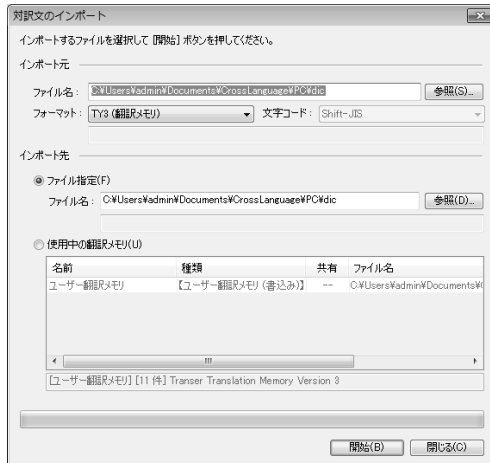 対訳文のインポート
インポートするファイルを選択して [開始] ボタンを押してください。
インポート元
ファイル名： C:¥Users¥admin¥Documents¥CrossLanguage¥PC¥dic 参照(S)...
フォーマット： TY3 (翻訳メモリ) 文字コード： Shift-JIS
インポート先
ファイル指定(F)
ファイル名： C:¥Users¥admin¥Documents¥CrossLanguage¥PC¥dic 参照(D)...
使用中の翻訳メモリ(U)
名前 種類 共有 ファイル名
ユーザー翻訳メモリ 【ユーザー翻訳メモリ (書込み)】 -- C:¥Users¥admin¥Documents¥
[ユーザー翻訳メモリ] [11 件] Transer Translation Memory Version 3
開始(B) 閉じる(C)